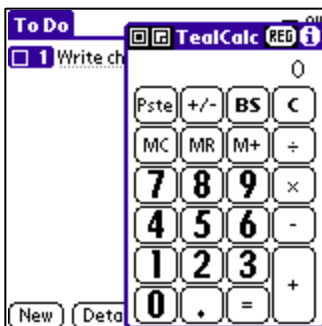 To Do
TealCalc REG i
1 Write ch
0
Pste +/- BS C
MC MR M+ ÷
7 8 9 ×
4 5 6 -
1 2 3 +
0 . =
New Deta